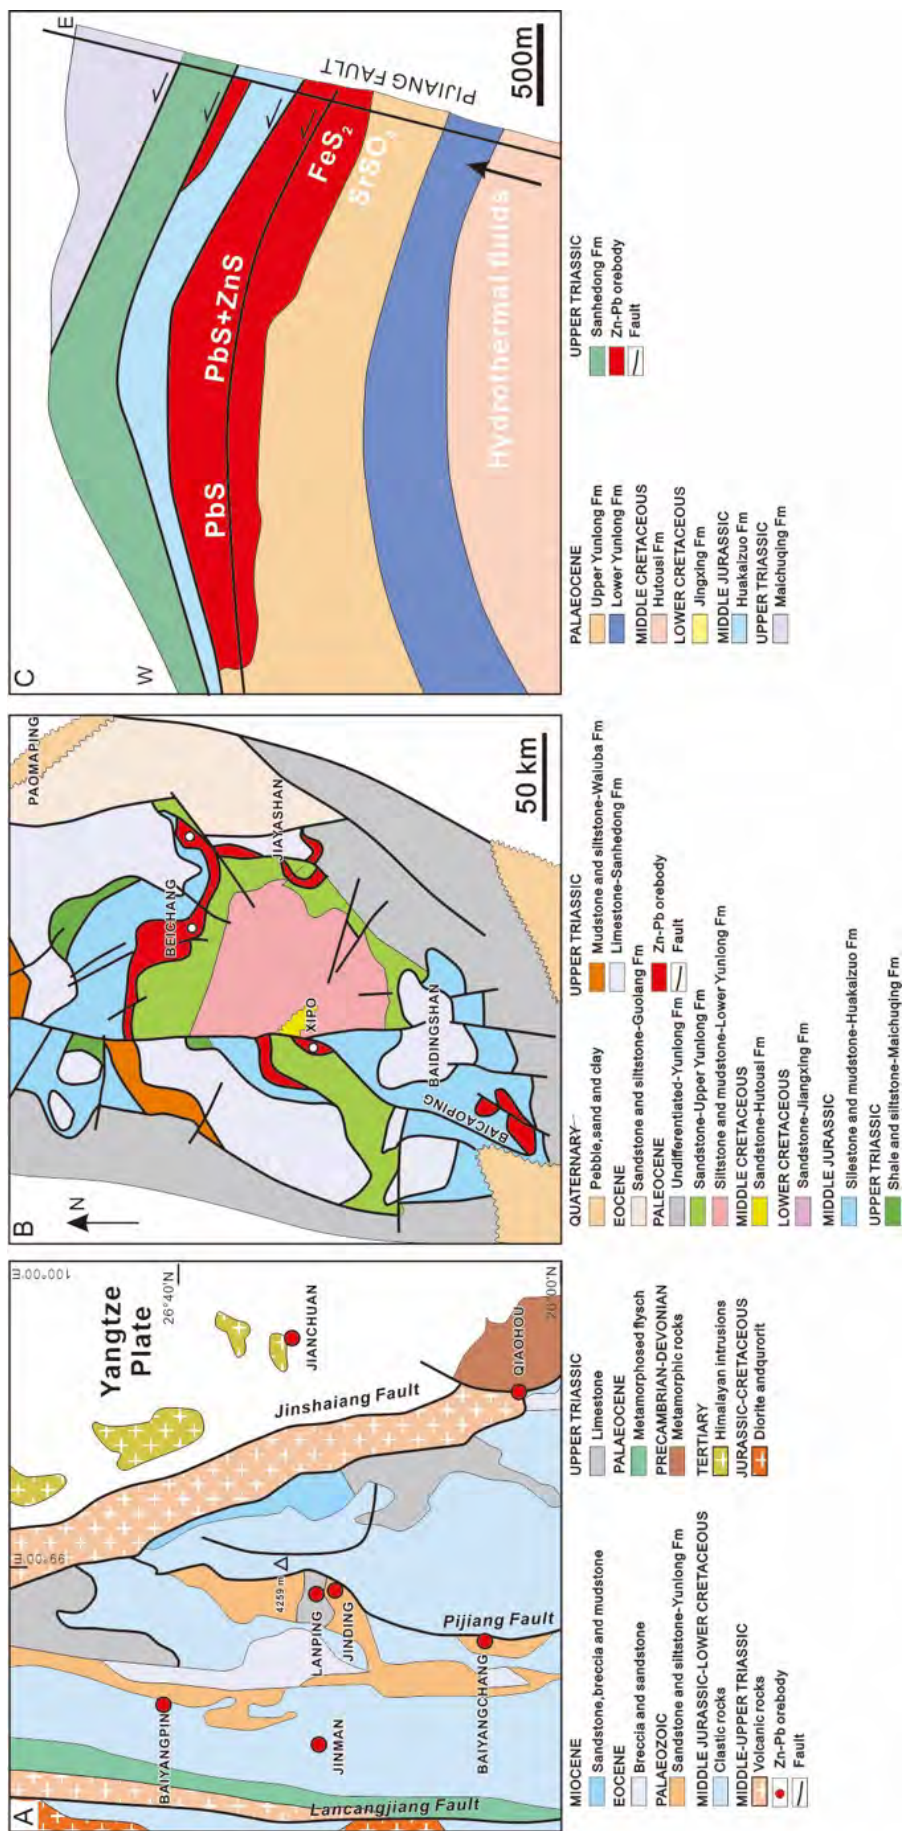 A
Yangtze
Plate
100°00'E
26°40'N
99°00'E
JIANCHUAN
Jinshaiang Fault
4259 m
BAIYANGPIN
LANPING
JINDING
JINMAN
Pijiang Fault
BAIYANGCHANG
QIAOHOU
26°00'N
Lancangjiang Fault
MIOCENE
Sandstone,breccia and mudstone
EOCENE
Breccia and sandstone
PALAEOZOIC
Sandstone and siltstone-Yunlong Fm
MIDDLE JURASSIC-LOWER CRETACEOUS
Clastic rocks
MIDDLE-UPPER TRIASSIC
Volcanic rocks
Zn-Pb orebody
Fault
UPPER TRIASSIC
Limestone
PALAEOCENE
Metamorphosed flysch
PRECAMBRIAN-DEVONIAN
Metamorphic rocks
TERTIARY
Himalayan intrusions
JURASSIC-CRETACEOUS
Diorite andqurorit
B
N
PAOMAPING
BEICHANG
JIAYASHAN
XIPO
BAIDINGSHAN
BAICAOPING
50 km
QUATERNARY
Pebble,sand and clay
EOCENE
Sandstone and siltstone-Guolang Fm
PALEOCENE
Undifferentiated-Yunlong Fm
Sandstone-Upper Yunlong Fm
Siltstone and mudstone-Lower Yunlong Fm
MIDDLE CRETACEOUS
Sandstone-Hutousi Fm
LOWER CRETACEOUS
Sandstone-Jiangxing Fm
MIDDLE JURASSIC
Silestone and mudstone-Huakaizuo Fm
UPPER TRIASSIC
Shale and siltstone-Maichuqing Fm
UPPER TRIASSIC
Mudstone and siltstone-Waluba Fm
Limestone-Sanhedong Fm
Zn-Pb orebody
Fault
C
W
E
PbS
PbS+ZnS
FeS2
SrSO4
PIJIANG FAULT
Hydrothermal fluids
500m
PALAEOCENE
Upper Yunlong Fm
Lower Yunlong Fm
MIDDLE CRETACEOUS
Hutousi Fm
LOWER CRETACEOUS
Jingxing Fm
MIDDLE JURASSIC
Huakaizuo Fm
UPPER TRIASSIC
Maichuqing Fm
UPPER TRIASSIC
Sanhedong Fm
Zn-Pb orebody
Fault